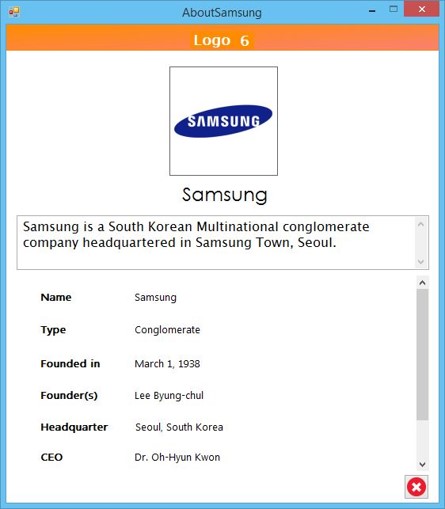 AboutSamsung
Logo 6
SAMSUNG
Samsung
Samsung is a South Korean Multinational conglomerate
company headquartered in Samsung Town, Seoul.
Name Samsung
Type Conglomerate
Founded in March 1, 1938
Founder(s) Lee Byung-chul
Headquarter Seoul, South Korea
CEO Dr. Oh-Hyun Kwon